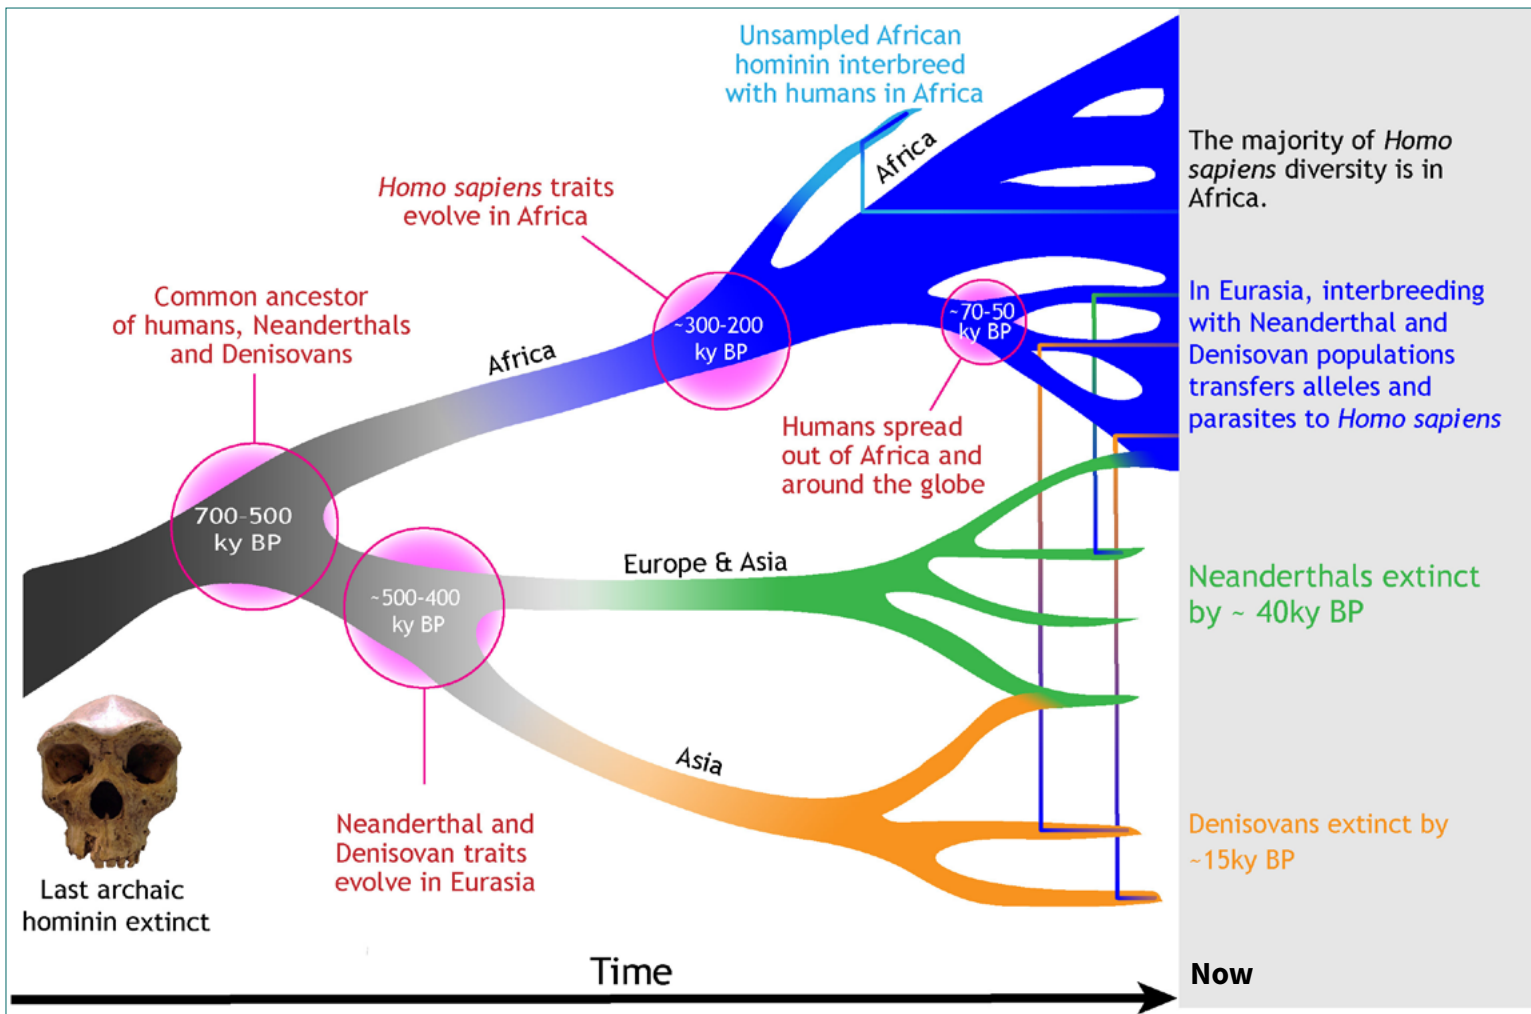 Unsampled African
hominin interbreed
with humans in Africa
Africa
The majority of Homo
sapiens diversity is in
Africa.
Homo sapiens traits
evolve in Africa
Common ancestor
of humans, Neanderthals
and Denisovans
In Eurasia, interbreeding
with Neanderthal and
Denisovan populations
transfers alleles and
parasites to Homo sapiens
~300-200
ky BP
~70-50
ky BP
Africa
Humans spread
out of Africa and
around the globe
700-500
ky BP
~500-400
ky BP
Europe & Asia
Neanderthals extinct
by ~ 40ky BP
Asia
Neanderthal and
Denisovan traits
evolve in Eurasia
Denisovans extinct by
~15ky BP
Last archaic
hominin extinct
Time
Now